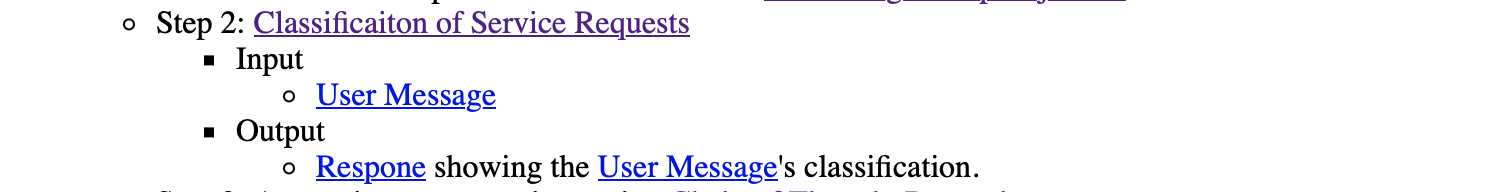 Step 2: Classificaiton of Service Requests
Input
User Message
Output
Respone showing the User Message's classification.